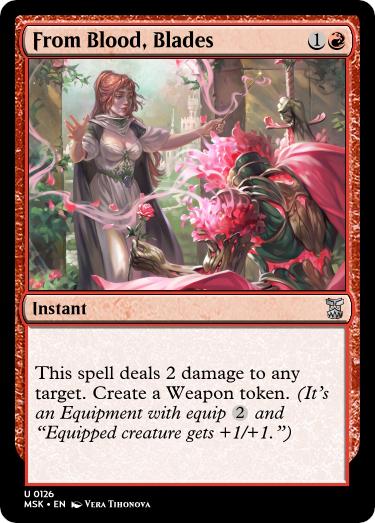 From Blood, Blades 1
Instant
This spell deals 2 damage to any
target. Create a Weapon token. (It's
an Equipment with equip 2 and
“Equipped creature gets +1/+1.”)
U 0126
MSK • EN Vera Tihonova